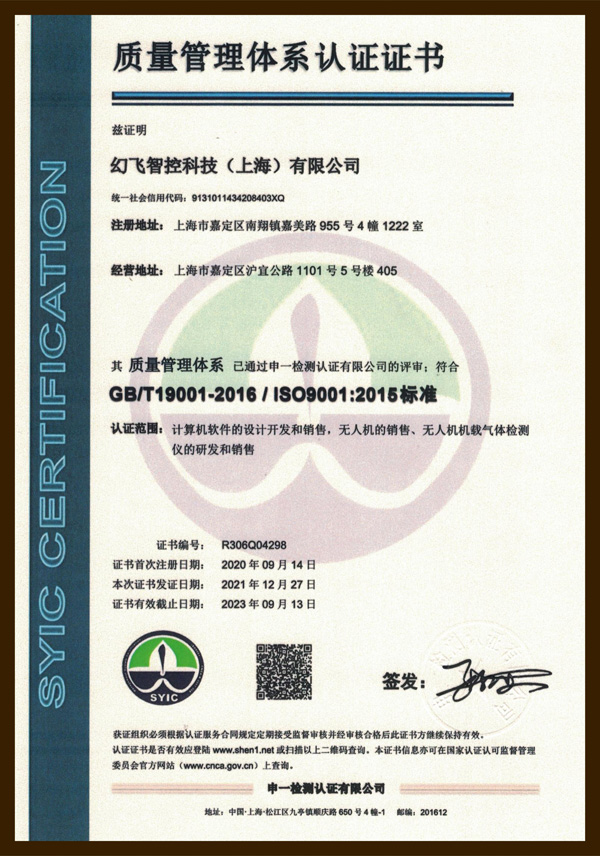 质量管理体系认证证书
兹证明
幻飞智控科技（上海）有限公司
统一社会信用代码：9131011434208403XQ
注册地址：上海市嘉定区南翔镇嘉美路 955 号 4 幢 1222 室
经营地址：上海市嘉定区沪宜公路 1101 号 5 号楼 405
其 质量管理体系 已通过申一检测认证有限公司的评审；符合
GB/T19001-2016 / ISO9001:2015标准
认证范围：计算机软件的设计开发和销售，无人机的销售、无人机机载气体检测
仪的研发和销售
证书编号：R306Q04298
证书首次注册日期：2020 年 09 月 14 日
本次证书发证日期：2021 年 12 月 27 日
证书有效截止日期：2023 年 09 月 13 日
SYIC
签发：
获证组织必须根据认证服务合同规定定期接受监督审核并经审核合格后此证书方继续保持有效。
认证证书是否有效应登陆 www.shen1.net 或扫描以上二维码查询。本证书信息亦可在国家认证认可监督管理
委员会官方网站（www.cnca.gov.cn）上查询。
申一检测认证有限公司
地址：中国·上海·松江区九亭镇顺庆路 650 号 4 幢-1 邮编：201612
SYIC CERTIFICATION